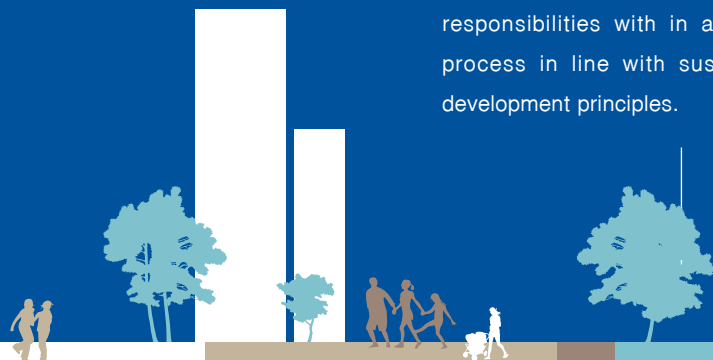 responsibilities with in a
process in line with sus
development principles.